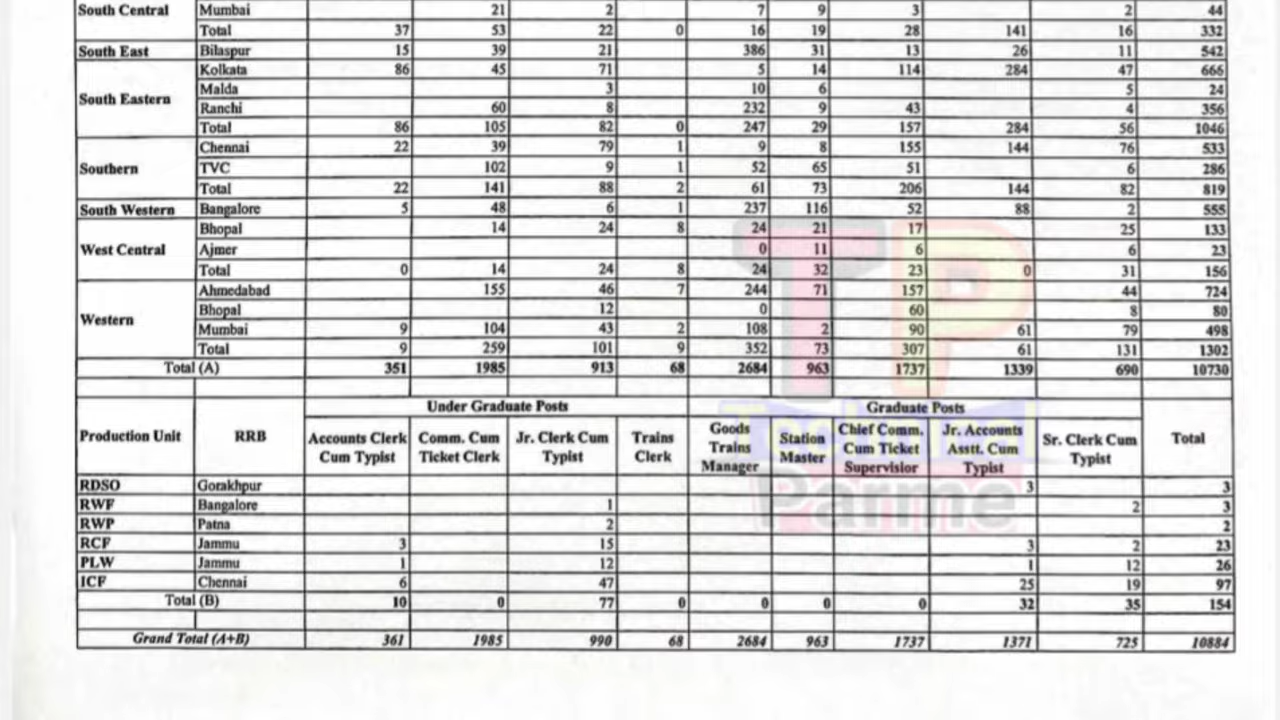 South Central Mumbai 21 2 7 9 3 2 44
Total 37 53 22 0 16 19 28 141 16 332
South East Bilaspur 15 39 21 386 31 13 26 11 542
South Eastern Kolkata 86 45 71 5 14 114 284 47 666
Malda 3 10 6 5 24
Ranchi 60 8 232 9 43 4 356
Total 86 105 82 0 247 29 157 284 56 1046
Southern Chennai 22 39 79 1 9 8 155 144 76 533
TVC 102 9 1 52 65 51 6 286
Total 22 141 88 2 61 73 206 144 82 819
South Western Bangalore 5 48 6 1 237 116 52 88 2 555
West Central Bhopal 14 24 8 24 21 17 25 133
Ajmer 0 11 6 6 23
Total 0 14 24 8 24 32 23 0 31 156
Western Ahmedabad 155 46 7 244 71 157 44 724
Bhopal 12 0 60 8 80
Mumbai 9 104 43 2 108 2 90 61 79 498
Total 9 259 101 9 352 73 307 61 131 1302
Total (A) 351 1985 913 68 2684 963 1737 1339 690 10730
Under Graduate Posts Graduate Posts
Production Unit RRB Accounts Clerk Cum Typist Comm. Cum Ticket Clerk Jr. Clerk Cum Typist Trains Clerk Goods Trains Manager Station Master Chief Comm. Cum Ticket Supervisior Jr. Accounts Asstt. Cum Typist Sr. Clerk Cum Typist Total
RDSO Gorakhpur 3 3
RWF Bangalore 1 2 3
RWP Patna 2 2
RCF Jammu 3 15 3 2 23
PLW Jammu 1 12 1 12 26
ICF Chennai 6 47 25 19 97
Total (B) 10 0 77 0 0 0 0 32 35 154
Grand Total (A+B) 361 1985 990 68 2684 963 1737 1371 725 10884
TP
Technical
Parme